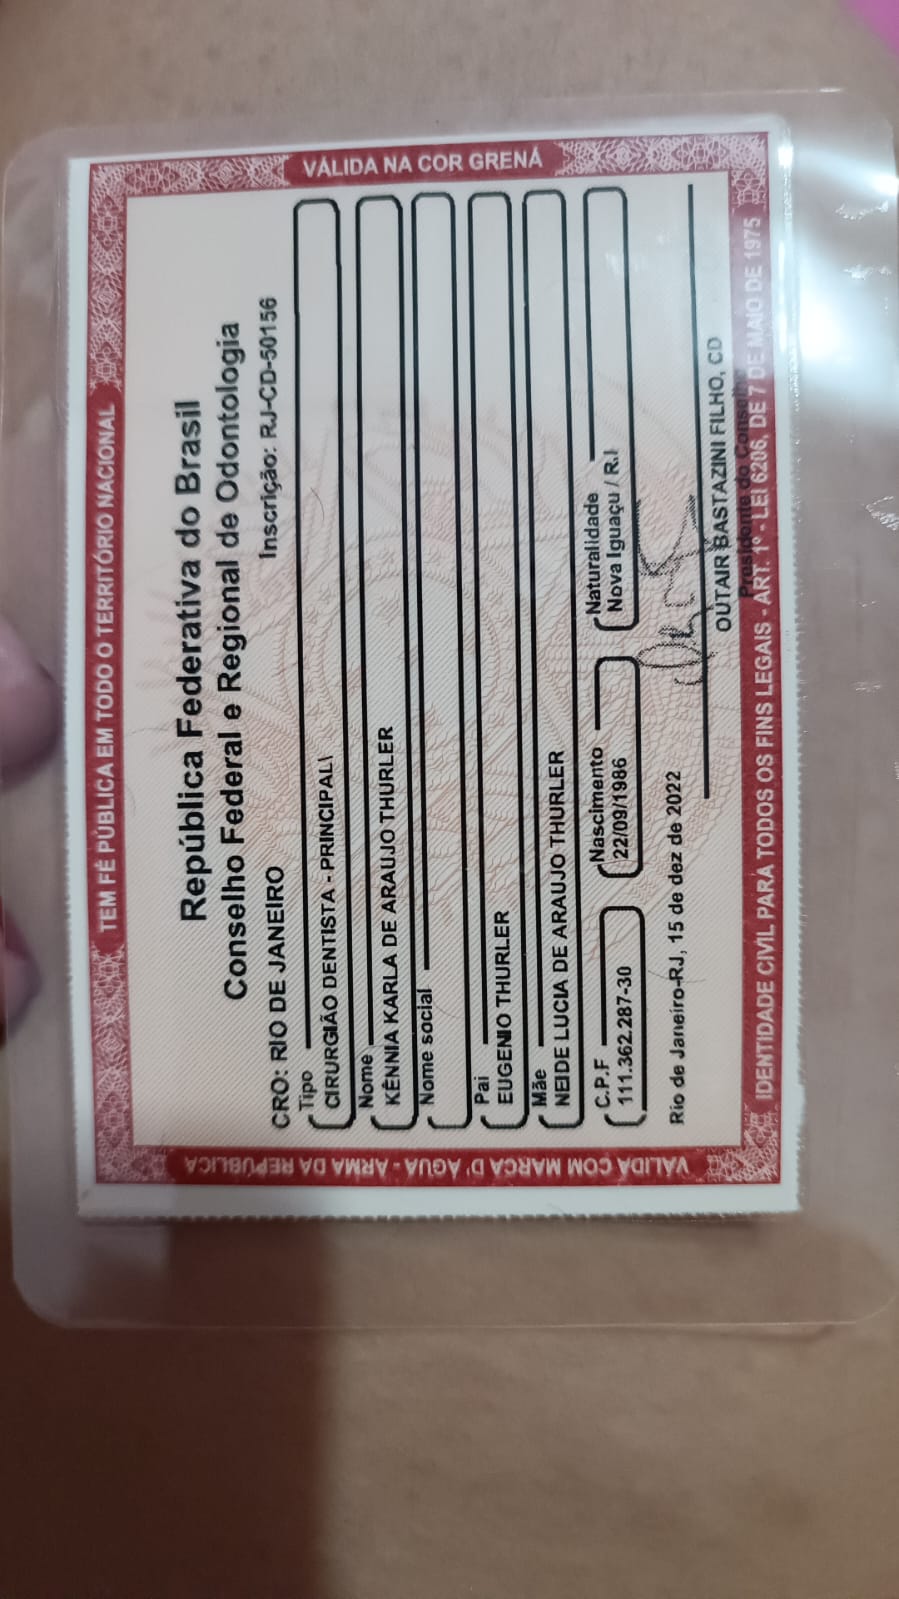 TEM FÉ PÚBLICA EM TODO O TERRITÓRIO NACIONAL
VÁLIDA COM MARCA D'ÁGUA - ARMA DA REPÚBLICA
VÁLIDA NA COR GRENÁ
República Federativa do Brasil
Conselho Federal e Regional de Odontologia
CRO: RIO DE JANEIRO Inscrição: RJ-CD-50156
Tipo
CIRURGIÃO DENTISTA - PRINCIPAL\
Nome
KÊNNIA KARLA DE ARAUJO THURLER
Nome social
Pai
EUGENIO THURLER
Mãe
NEIDE LUCIA DE ARAUJO THURLER
C.P.F Nascimento Naturalidade
111.362.287-30 22/09/1986 Nova Iguaçu / RJ
Rio de Janeiro-RJ, 15 de dez de 2022
OUTAIR BASTAZINI FILHO, CD
Presidente do Conselho
IDENTIDADE CIVIL PARA TODOS OS FINS LEGAIS - ART. 1º - LEI 6206, DE 7 DE MAIO DE 1975